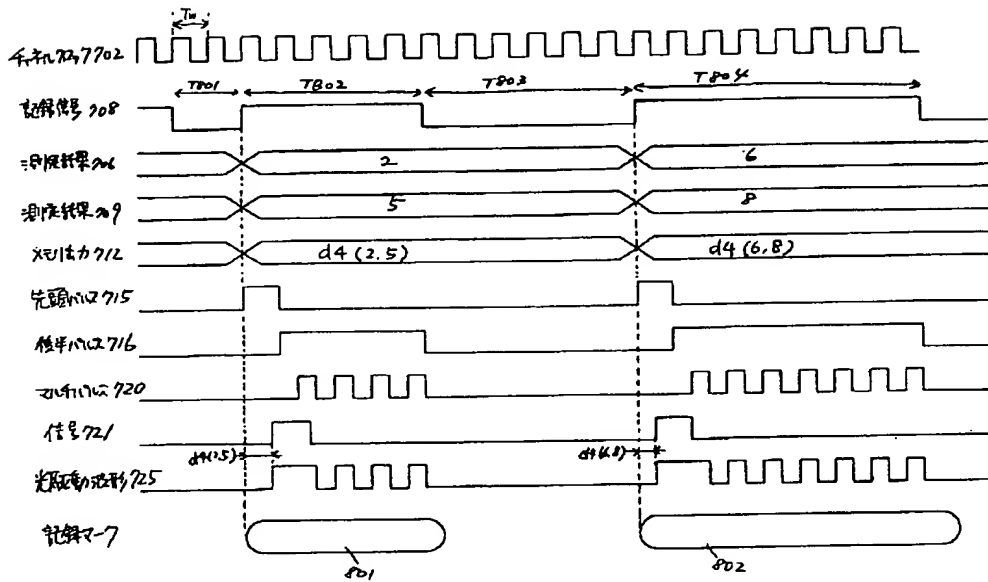 Tw
チャネルクロック702
T801 T802 T803 T804
記録信号708
測定結果706 2 6
測定結果709 5 8
メモリ出力712 d4(2,5) d4(6,8)
先頭パルス715
後半パルス716
マルチパルス720
信号721
d4(2,5) d4(6,8)
光駆動波形725
記録マーク
801 802